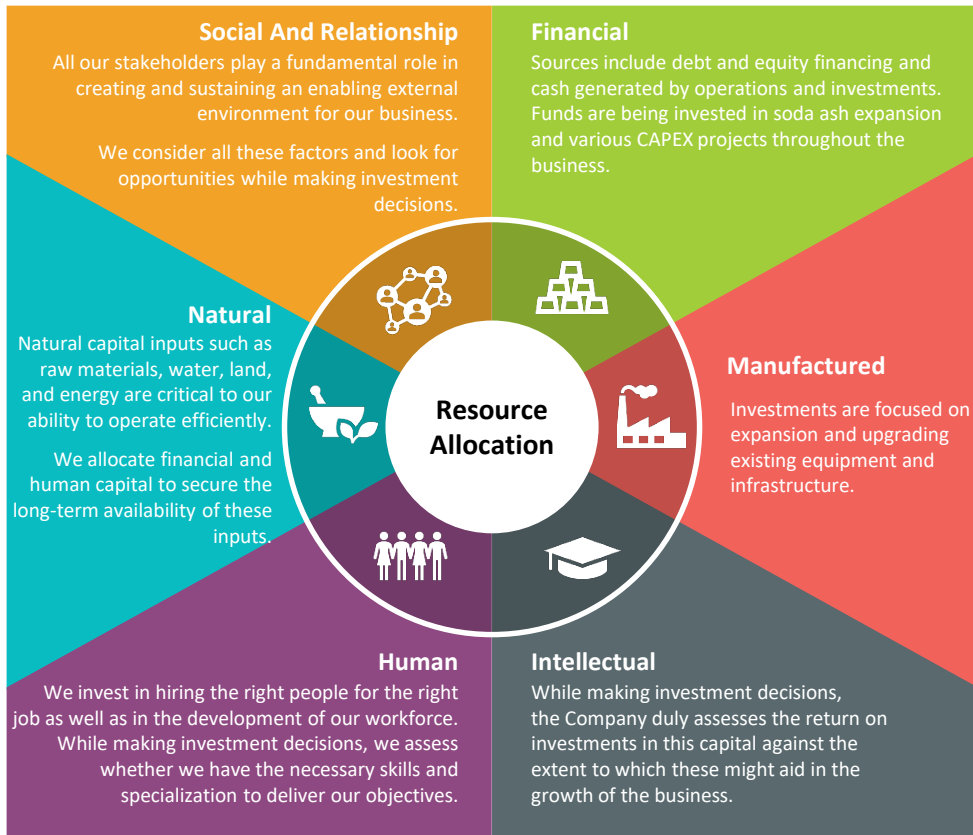 Social And Relationship
All our stakeholders play a fundamental role in
creating and sustaining an enabling external
environment for our business.
We consider all these factors and look for
opportunities while making investment
decisions.
Financial
Sources include debt and equity financing and
cash generated by operations and investments.
Funds are being invested in soda ash expansion
and various CAPEX projects throughout the
business.
Natural
Natural capital inputs such as
raw materials, water, land,
and energy are critical to our
ability to operate efficiently.
We allocate financial and
human capital to secure the
long-term availability of these
inputs.
Resource
Allocation
Manufactured
Investments are focused on
expansion and upgrading
existing equipment and
infrastructure.
Human
We invest in hiring the right people for the right
job as well as in the development of our workforce.
While making investment decisions, we assess
whether we have the necessary skills and
specialization to deliver our objectives.
Intellectual
While making investment decisions,
the Company duly assesses the return on
investments in this capital against the
extent to which these might aid in the
growth of the business.